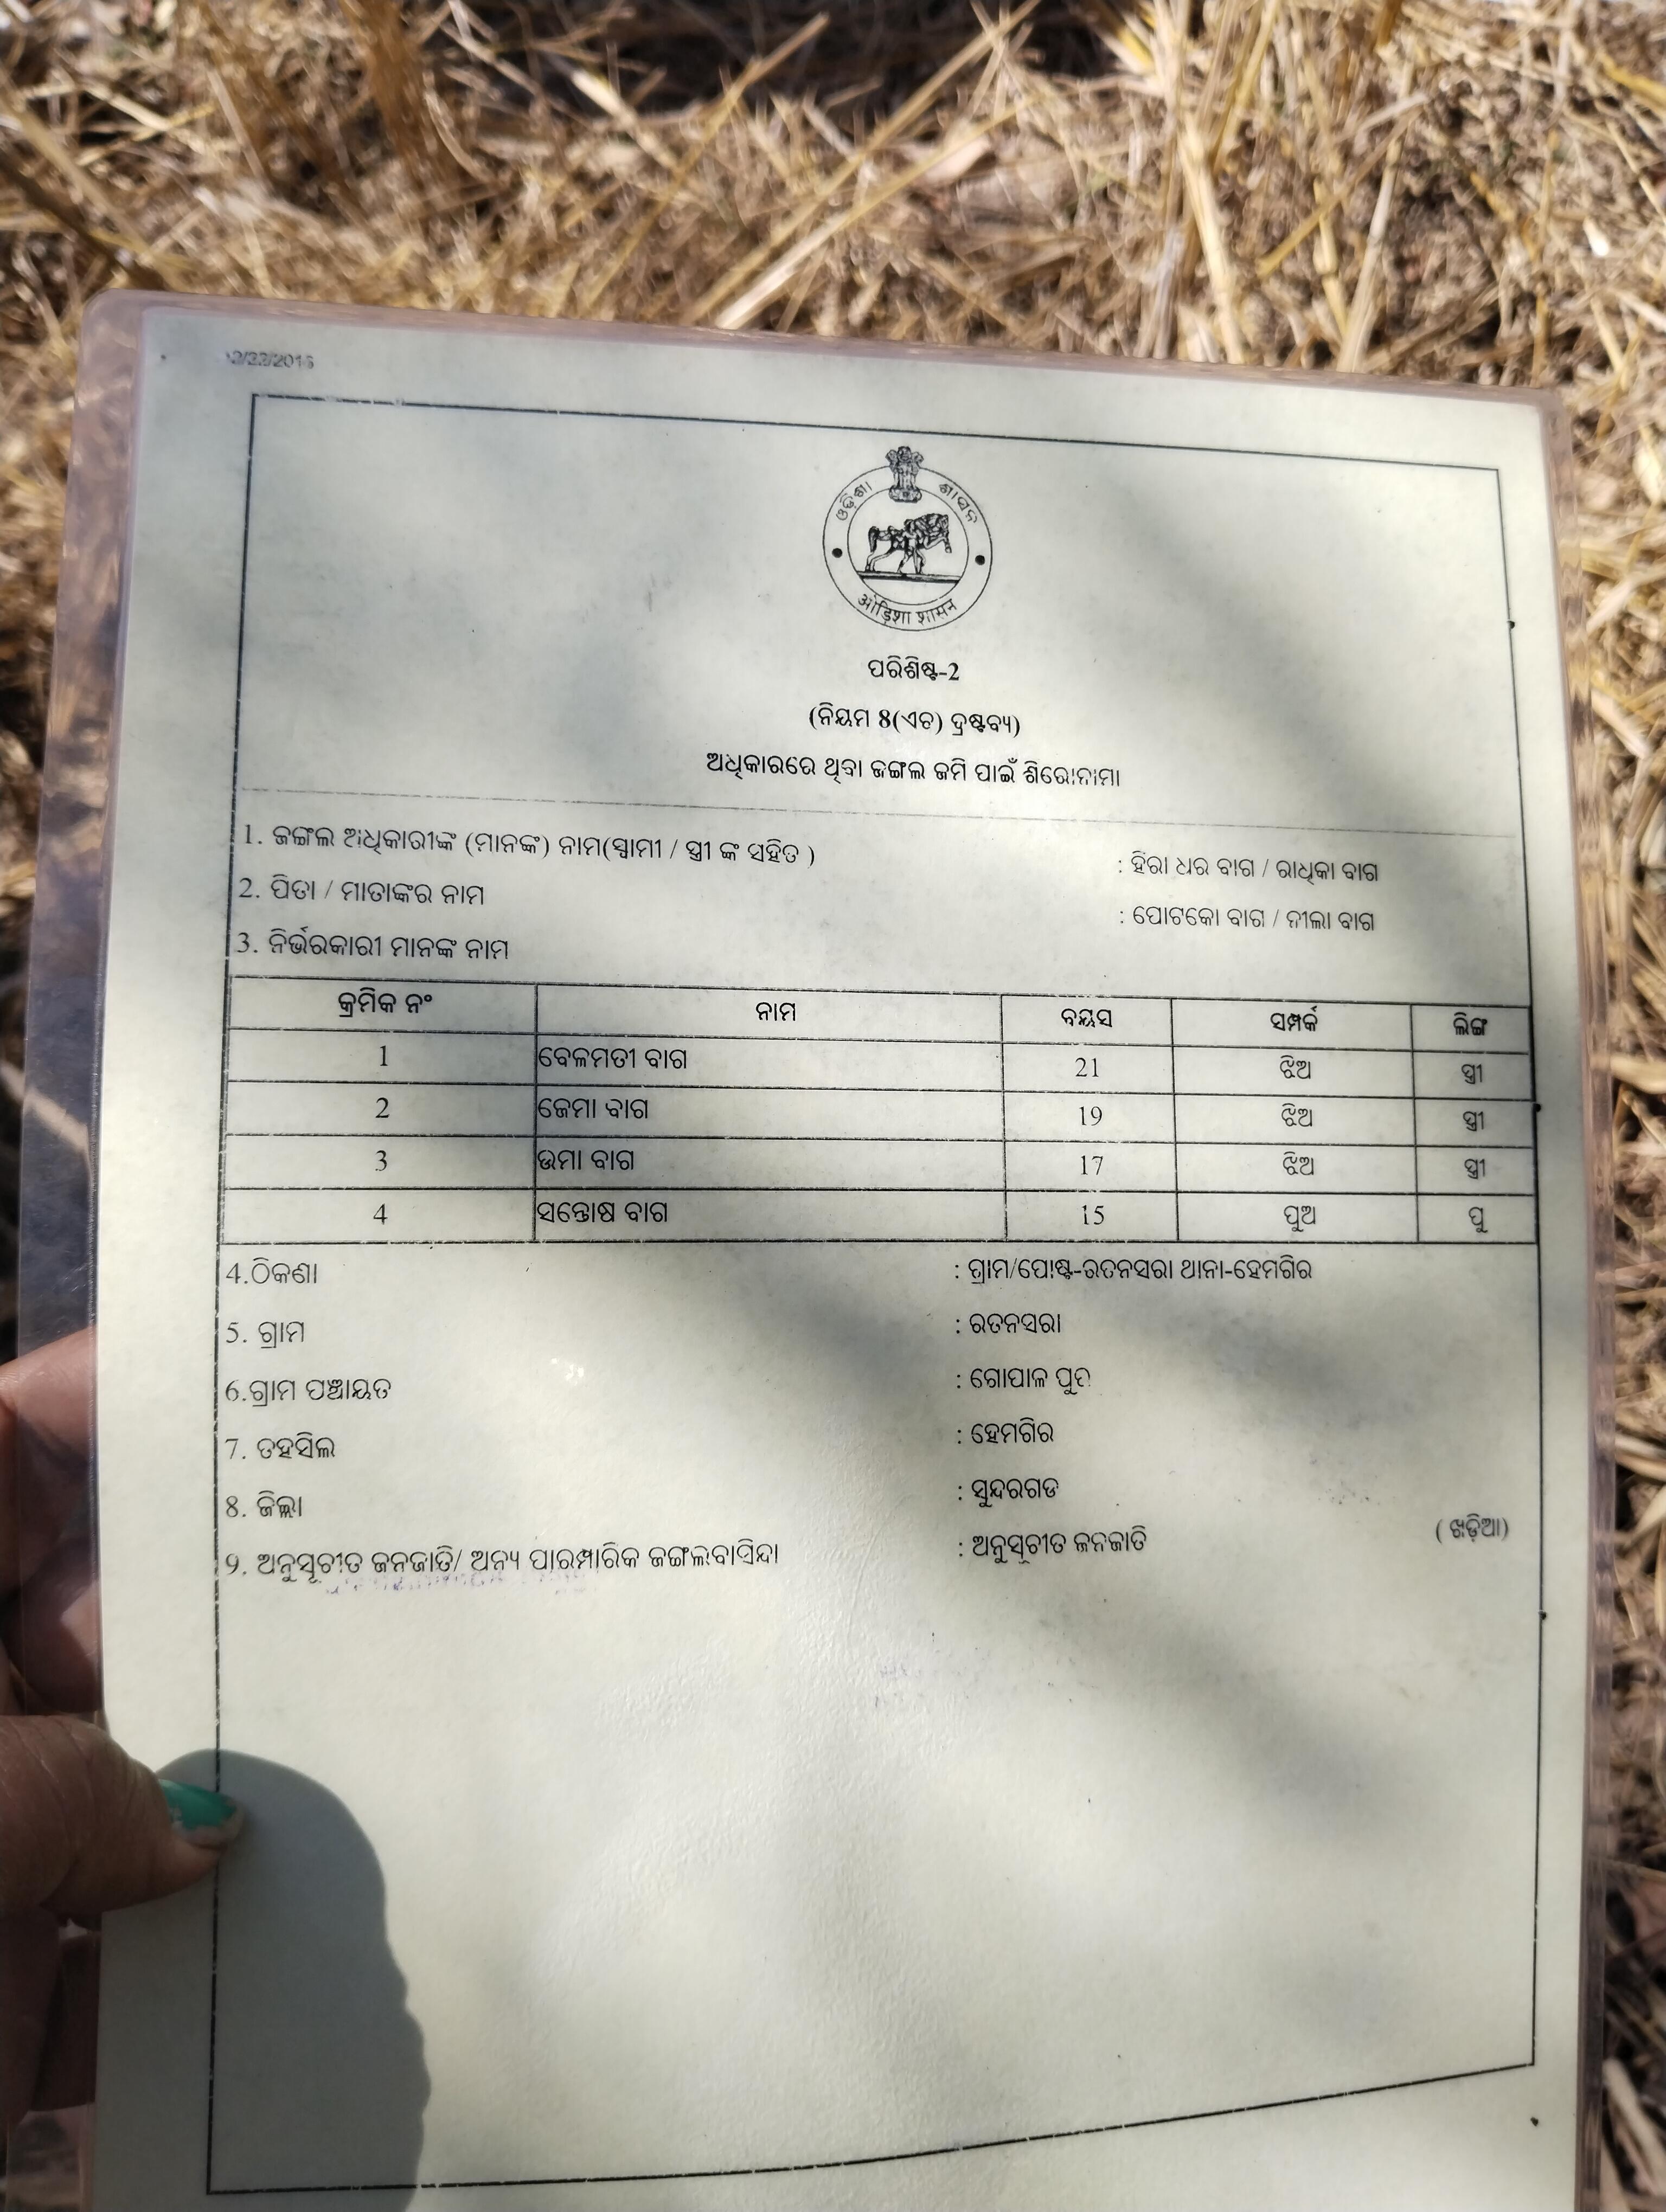 ଓଡ଼ିଶା ଶାସନ
ओड़िशा शासन
ପରିଶିଷ୍ଟ-2
(ନିୟମ 8(ଏଚ) ଦ୍ରଷ୍ଟବ୍ୟ)
ଅଧିକାରରେ ଥିବା ଜଙ୍ଗଲ ଜମି ପାଇଁ ଶିରୋନାମା
1. ଜଙ୍ଗଲ ଅଧିକାରୀଙ୍କ (ମାନଙ୍କ) ନାମ(ସ୍ଵାମୀ / ସ୍ତ୍ରୀ ଙ୍କ ସହିତ ) : ହିରା ଧର ବାଗ / ରାଧିକା ବାଗ
2. ପିତା / ମାତାଙ୍କର ନାମ : ପୋଟକୋ ବାଗ / ନୀଲା ବାଗ
3. ନିର୍ଭରକାରୀ ମାନଙ୍କ ନାମ
କ୍ରମିକ ନଂ ନାମ ବୟସ ସମ୍ପର୍କ ଲିଙ୍ଗ
1 ବେଳମତୀ ବାଗ 21 ଝିଅ ସ୍ତ୍ରୀ
2 ଜେମା ବାଗ 19 ଝିଅ ସ୍ତ୍ରୀ
3 ଉମା ବାଗ 17 ଝିଅ ସ୍ତ୍ରୀ
4 ସନ୍ତୋଷ ବାଗ 15 ପୁଅ ପୁ
4.ଠିକଣା : ଗ୍ରାମ/ପୋଷ୍ଟ-ରତନସରା ଥାନା-ହେମଗିର
5. ଗ୍ରାମ : ରତନସରା
6.ଗ୍ରାମ ପଞ୍ଚାୟତ : ଗୋପାଳ ପୁର
7. ତହସିଲ : ହେମଗିର
8. ଜିଲ୍ଲା : ସୁନ୍ଦରଗଡ
9. ଅନୁସୂଚୀତ ଜନଜାତି/ ଅନ୍ୟ ପାରମ୍ପାରିକ ଜଙ୍ଗଲବାସିନ୍ଦା : ଅନୁସୂଚୀତ ଜନଜାତି ( ଖଡ଼ିଆ)